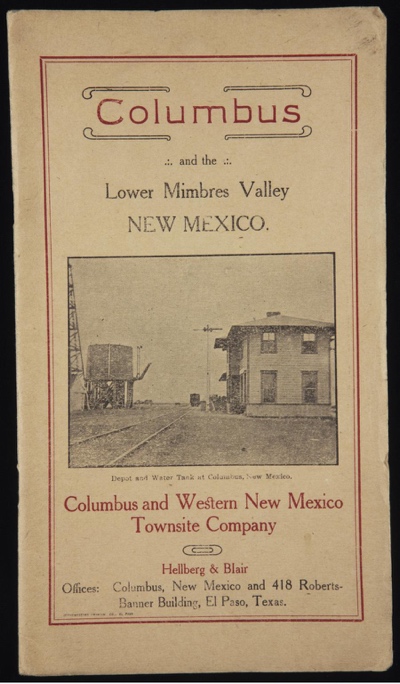 Columbus
.:. and the .:.
Lower Mimbres Valley
NEW MEXICO.
Depot and Water Tank at Columbus, New Mexico.
Columbus and Western New Mexico
Townsite Company
Hellberg & Blair
Offices: Columbus, New Mexico and 418 Roberts-
Banner Building, El Paso, Texas.